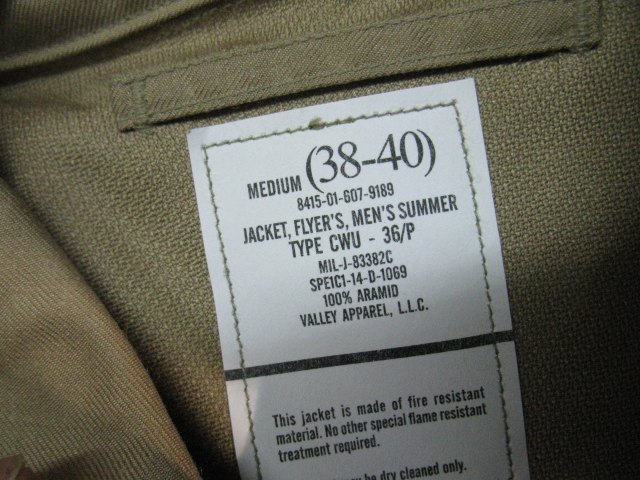 MEDIUM (38-40)
8415-01-607-9189
JACKET, FLYER'S, MEN'S SUMMER
TYPE CWU - 36/P
MIL-J-83382C
SPE1C1-14-D-1069
100% ARAMID
VALLEY APPAREL, L.L.C.
This jacket is made of fire resistant
material. No other special flame resistant
treatment required.
be dry cleaned only.